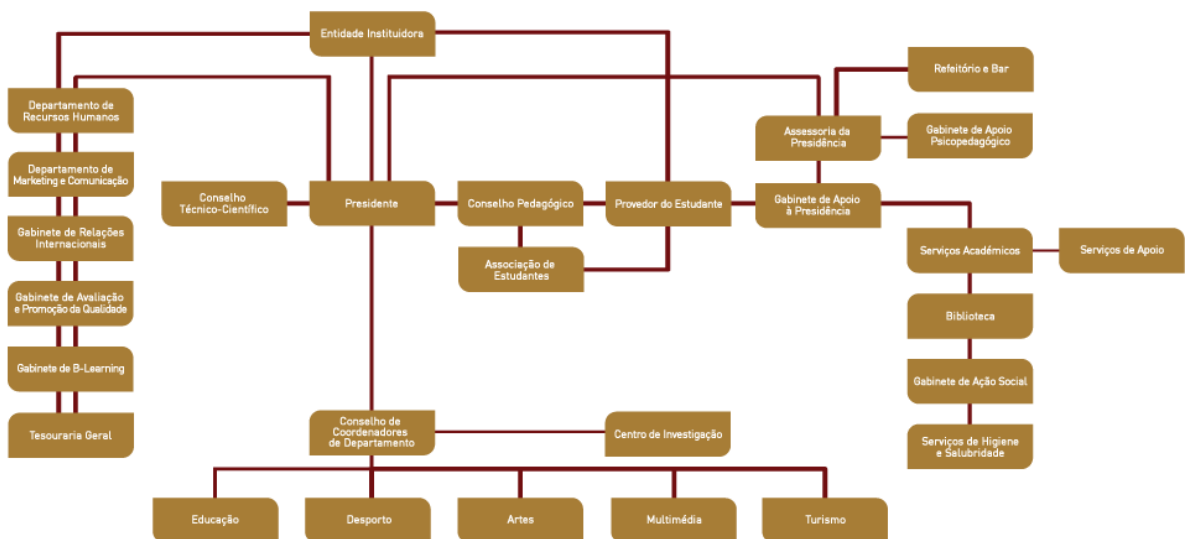 Entidade Instituidora
Refeitório e Bar
Departamento de
Recursos Humanos
Assessoria da
Presidência
Gabinete de Apoio
Psicopedagógico
Departamento de
Marketing e Comunicação
Conselho
Técnico-Científico
Presidente
Conselho Pedagógico
Provedor do Estudante
Gabinete de Apoio
à Presidência
Gabinete de Relações
Internacionais
Associação de
Estudantes
Serviços Académicos
Serviços de Apoio
Gabinete de Avaliação
e Promoção da Qualidade
Biblioteca
Gabinete de B-Learning
Gabinete de Ação Social
Tesouraria Geral
Conselho de
Coordenadores
de Departamento
Centro de Investigação
Serviços de Higiene
e Salubridade
Educação
Desporto
Artes
Multimédia
Turismo